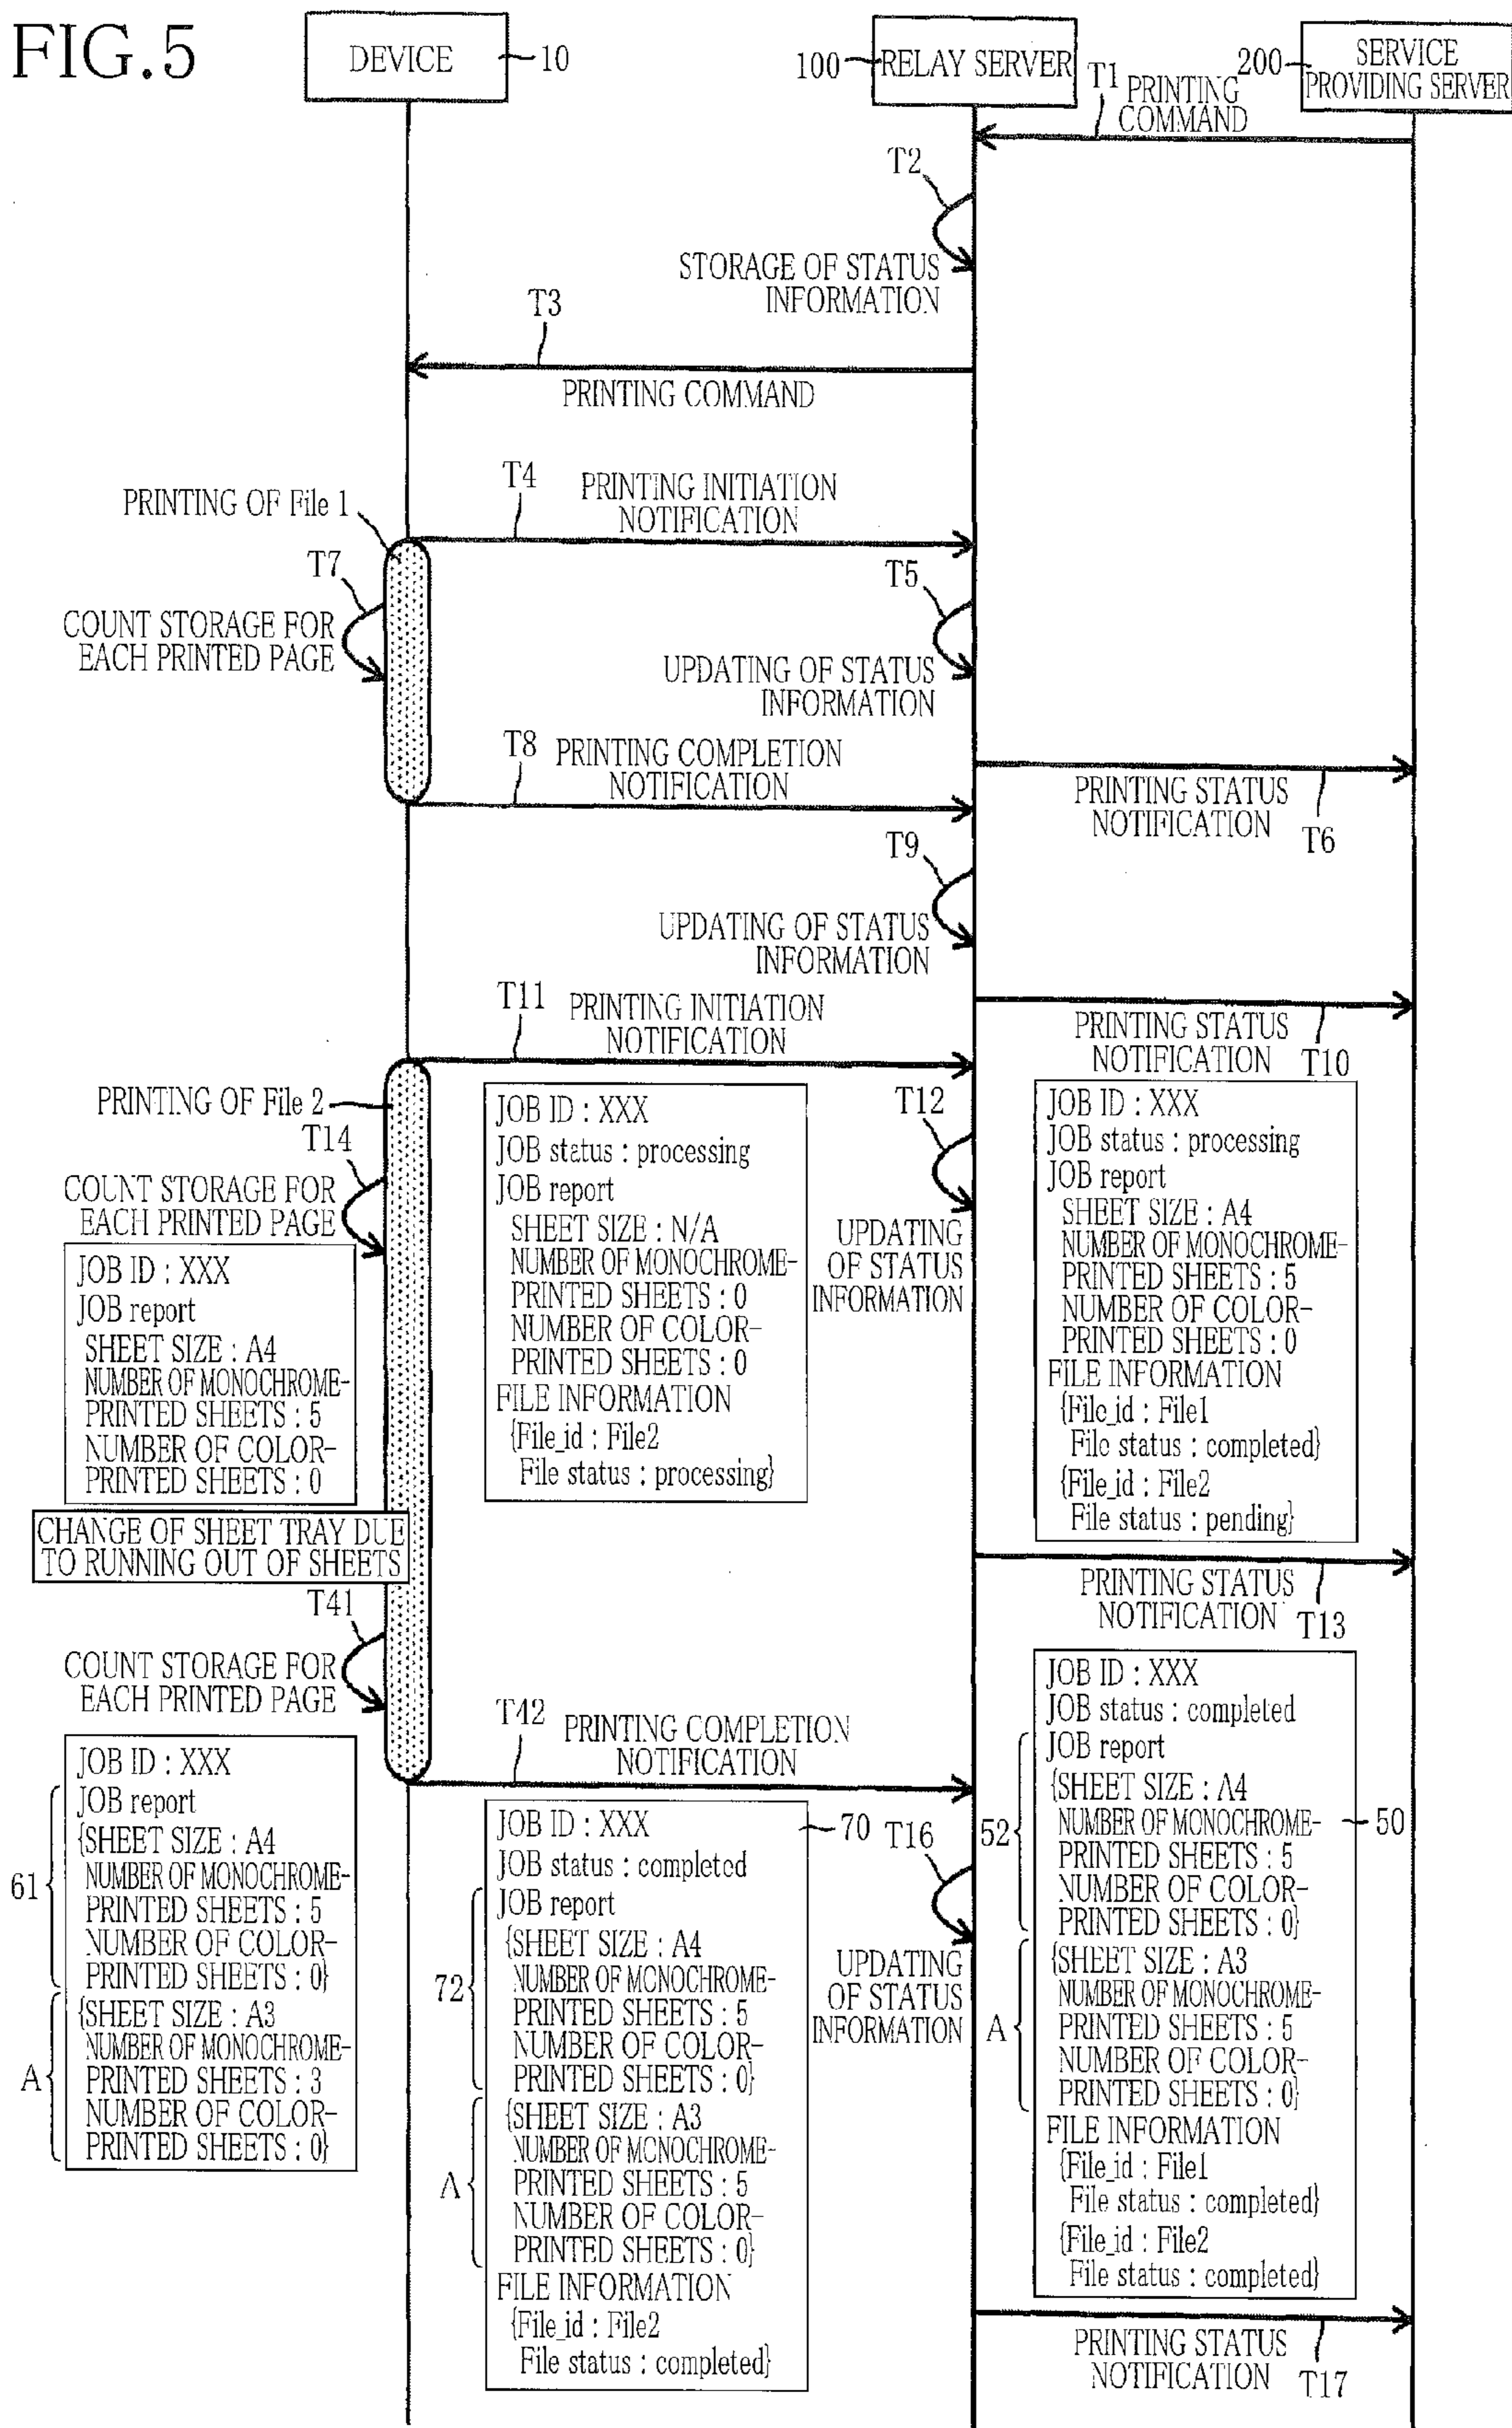 FIG.5
DEVICE
10
100
RELAY SERVER
200
SERVICE
PROVIDING SERVER
T1
PRINTING
COMMAND
T2
STORAGE OF STATUS
INFORMATION
T3
PRINTING COMMAND
T4
PRINTING INITIATION
NOTIFICATION
PRINTING OF File 1
T7
COUNT STORAGE FOR
EACH PRINTED PAGE
T5
UPDATING OF STATUS
INFORMATION
T8
PRINTING COMPLETION
NOTIFICATION
PRINTING STATUS
NOTIFICATION
T6
T9
UPDATING OF STATUS
INFORMATION
T11
PRINTING INITIATION
NOTIFICATION
PRINTING STATUS
NOTIFICATION
T10
PRINTING OF File 2
T14
COUNT STORAGE FOR
EACH PRINTED PAGE
JOB ID : XXX
JOB report
SHEET SIZE : A4
NUMBER OF MONOCHROME-
PRINTED SHEETS : 5
NUMBER OF COLOR-
PRINTED SHEETS : 0
JOB ID : XXX
JOB status : processing
JOB report
SHEET SIZE : N/A
NUMBER OF MONOCHROME-
PRINTED SHEETS : 0
NUMBER OF COLOR-
PRINTED SHEETS : 0
FILE INFORMATION
{File_id : File2
File status : processing}
T12
UPDATING
OF STATUS
INFORMATION
JOB ID : XXX
JOB status : processing
JOB report
SHEET SIZE : A4
NUMBER OF MONOCHROME-
PRINTED SHEETS : 5
NUMBER OF COLOR-
PRINTED SHEETS : 0
FILE INFORMATION
{File_id : File1
File status : completed}
{File_id : File2
File status : pending}
CHANGE OF SHEET TRAY DUE
TO RUNNING OUT OF SHEETS
PRINTING STATUS
NOTIFICATION
T13
T41
COUNT STORAGE FOR
EACH PRINTED PAGE
T42
PRINTING COMPLETION
NOTIFICATION
JOB ID : XXX
JOB report
{SHEET SIZE : A4
NUMBER OF MONOCHROME-
PRINTED SHEETS : 5
NUMBER OF COLOR-
PRINTED SHEETS : 0}
{SHEET SIZE : A3
NUMBER OF MONOCHROME-
PRINTED SHEETS : 3
NUMBER OF COLOR-
PRINTED SHEETS : 0}
61
A
JOB ID : XXX
JOB status : completed
JOB report
{SHEET SIZE : A4
NUMBER OF MONOCHROME-
PRINTED SHEETS : 5
NUMBER OF COLOR-
PRINTED SHEETS : 0}
{SHEET SIZE : A3
NUMBER OF MONOCHROME-
PRINTED SHEETS : 5
NUMBER OF COLOR-
PRINTED SHEETS : 0}
FILE INFORMATION
{File_id : File2
File status : completed}
70
72
A
T16
UPDATING
OF STATUS
INFORMATION
JOB ID : XXX
JOB status : completed
JOB report
{SHEET SIZE : A4
NUMBER OF MONOCHROME-
PRINTED SHEETS : 5
NUMBER OF COLOR-
PRINTED SHEETS : 0}
{SHEET SIZE : A3
NUMBER OF MONOCHROME-
PRINTED SHEETS : 5
NUMBER OF COLOR-
PRINTED SHEETS : 0}
FILE INFORMATION
{File_id : File1
File status : completed}
{File_id : File2
File status : completed}
50
52
A
PRINTING STATUS
NOTIFICATION
T17